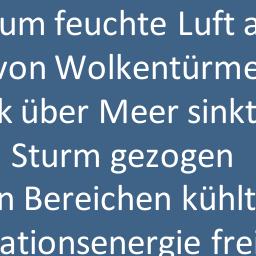 um feuchte Luft a
von Wolkentürme
k über Meer sinkt
Sturm gezogen
n Bereichen kühlt
ationsenergie frei